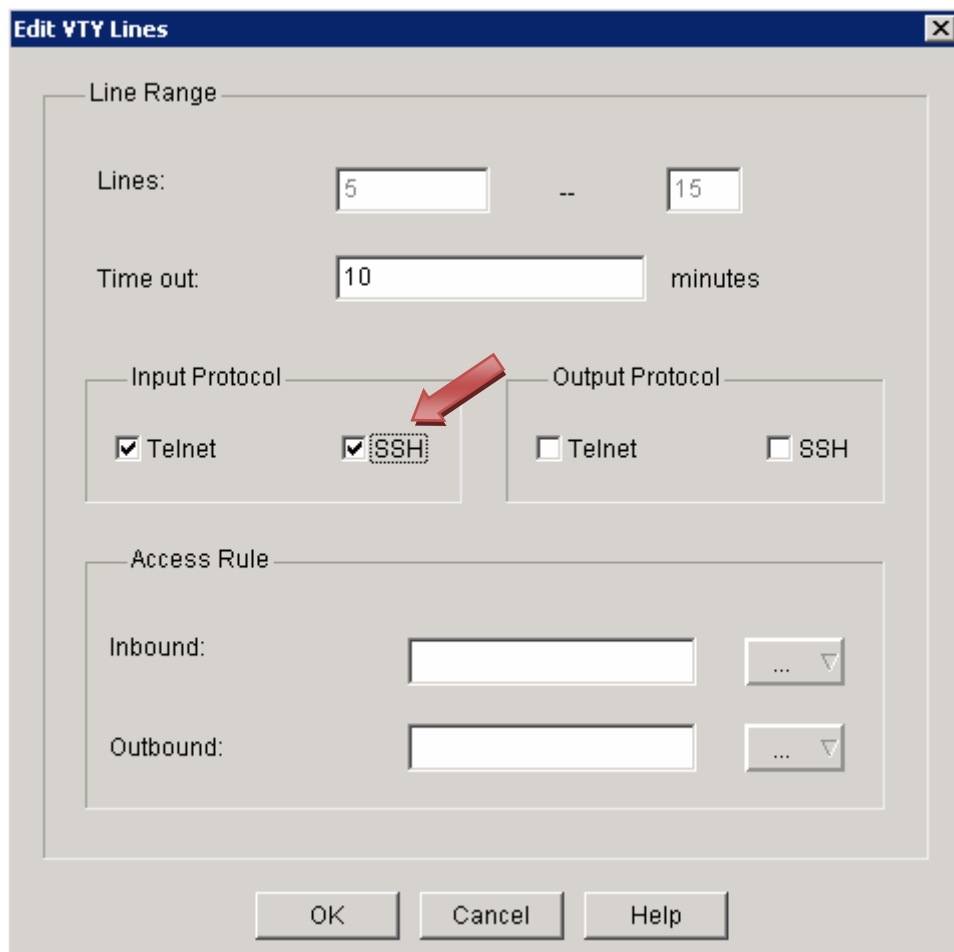 Edit VTY Lines
Line Range
Lines: 5 -- 15
Time out: 10 minutes
Input Protocol
Telnet SSH
Output Protocol
Telnet SSH
Access Rule
Inbound: ...
Outbound: ...
OK Cancel Help